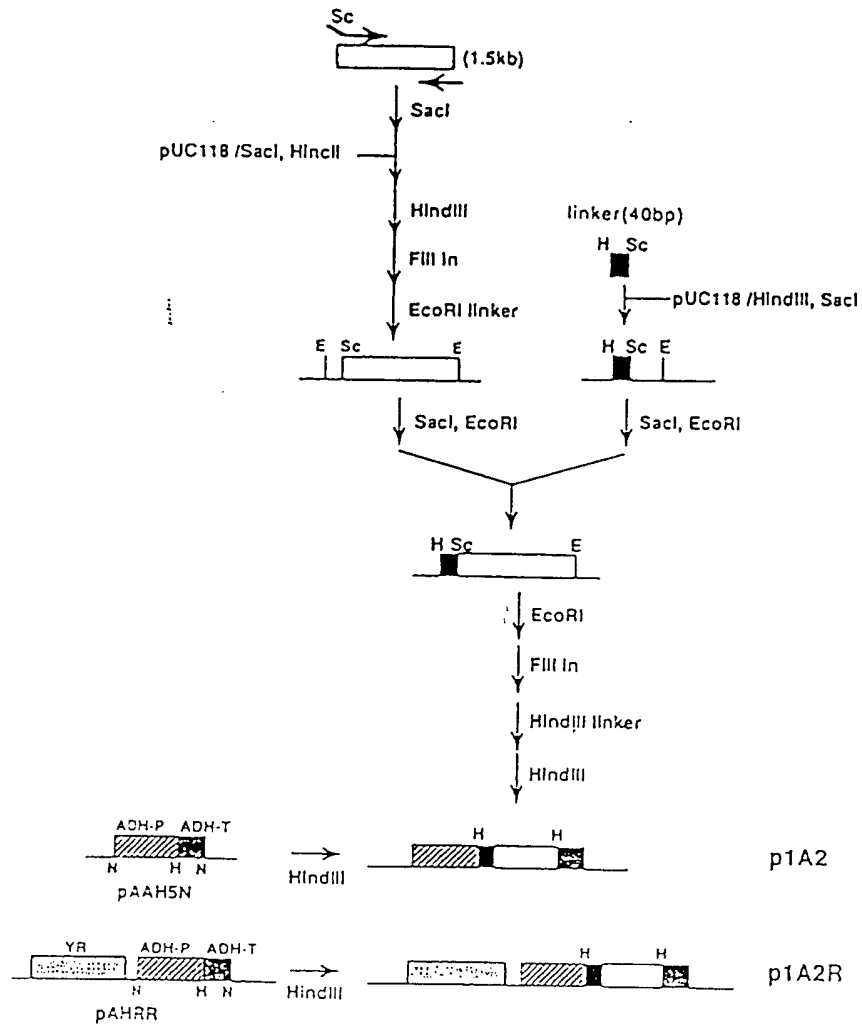 Sc
(1.5kb)
SacI
pUC118 /SacI, HincII
HindIII
Fill In
EcoRI linker
linker(40bp)
H Sc
pUC118 /HindIII, SacI
E Sc E
H Sc E
SacI, EcoRI
SacI, EcoRI
H Sc E
EcoRI
Fill In
HindIII linker
HindIII
ADH-P ADH-T
N H N
pAAH5N
HindIII
H H
p1A2
YR ADH-P ADH-T
N H N
pAHRR
HindIII
H H
p1A2R